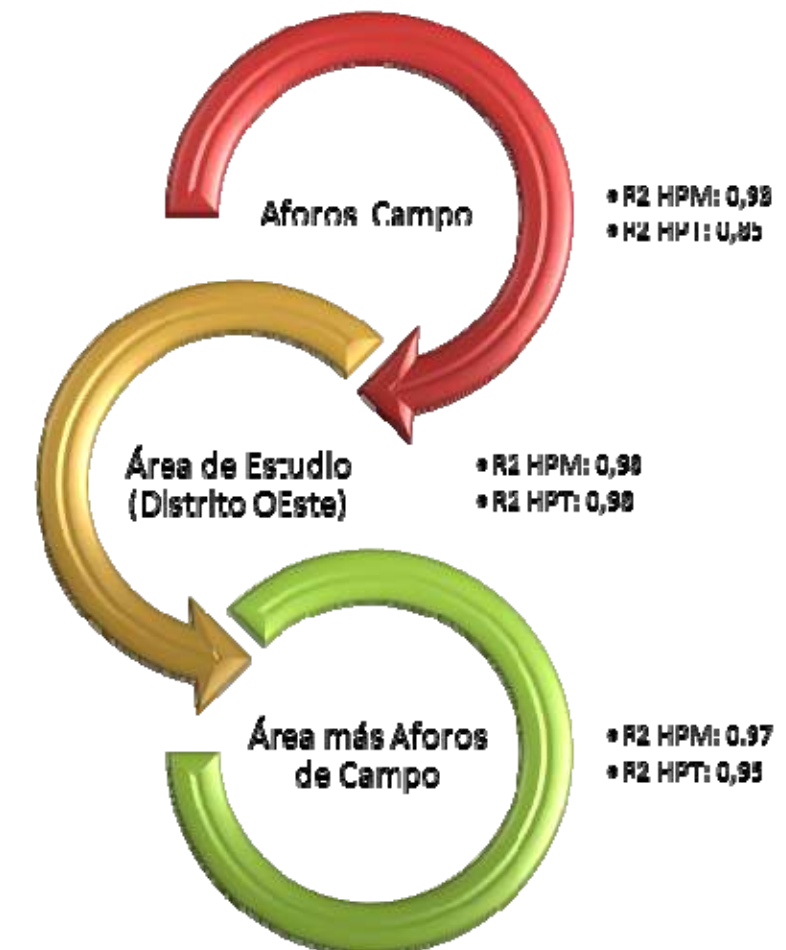 Aforos Campo
• R2 HPM: 0,93
• R2 HPT: 0,85
Área de Estudio
(Distrito OEste)
• R2 HPM: 0,98
• R2 HPT: 0,98
Área más Aforos
de Campo
• R2 HPM: 0.97
• R2 HPT: 0,95